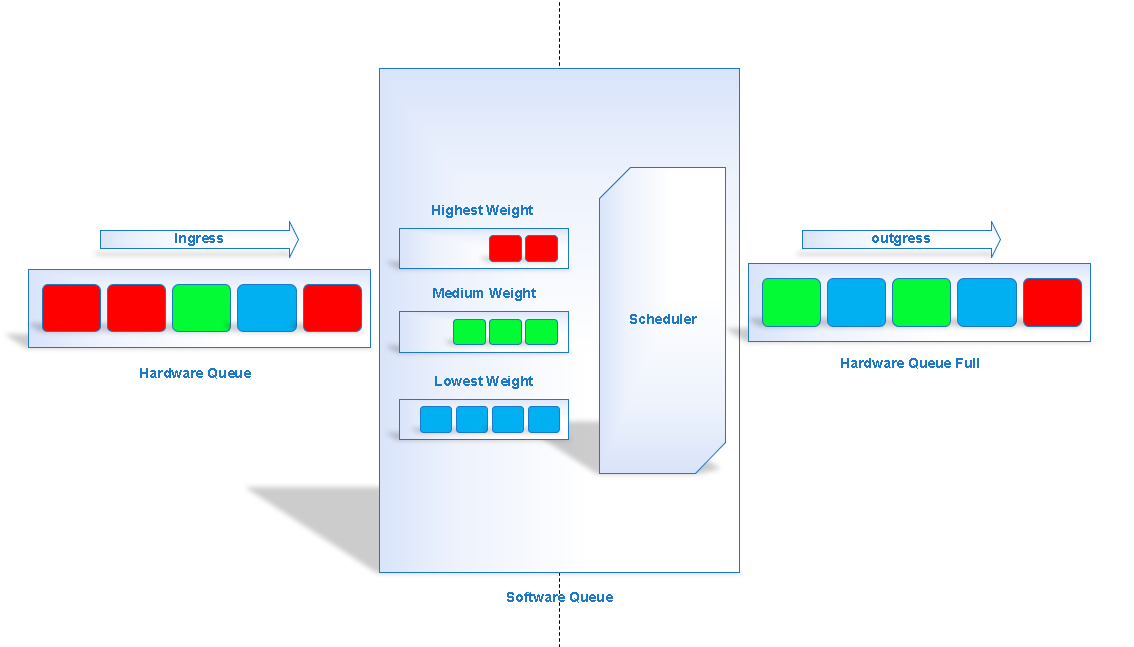 Ingress
Hardware Queue
Highest Weight
Medium Weight
Lowest Weight
Scheduler
Software Queue
outgress
Hardware Queue Full